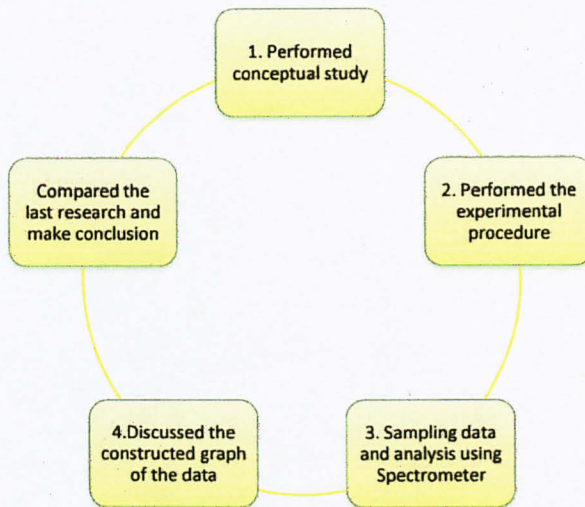 1. Performed
conceptual study
2. Performed the
experimental
procedure
3. Sampling data
and analysis using
Spectrometer
4.Discussed the
constructed graph
of the data
Compared the
last research and
make conclusion